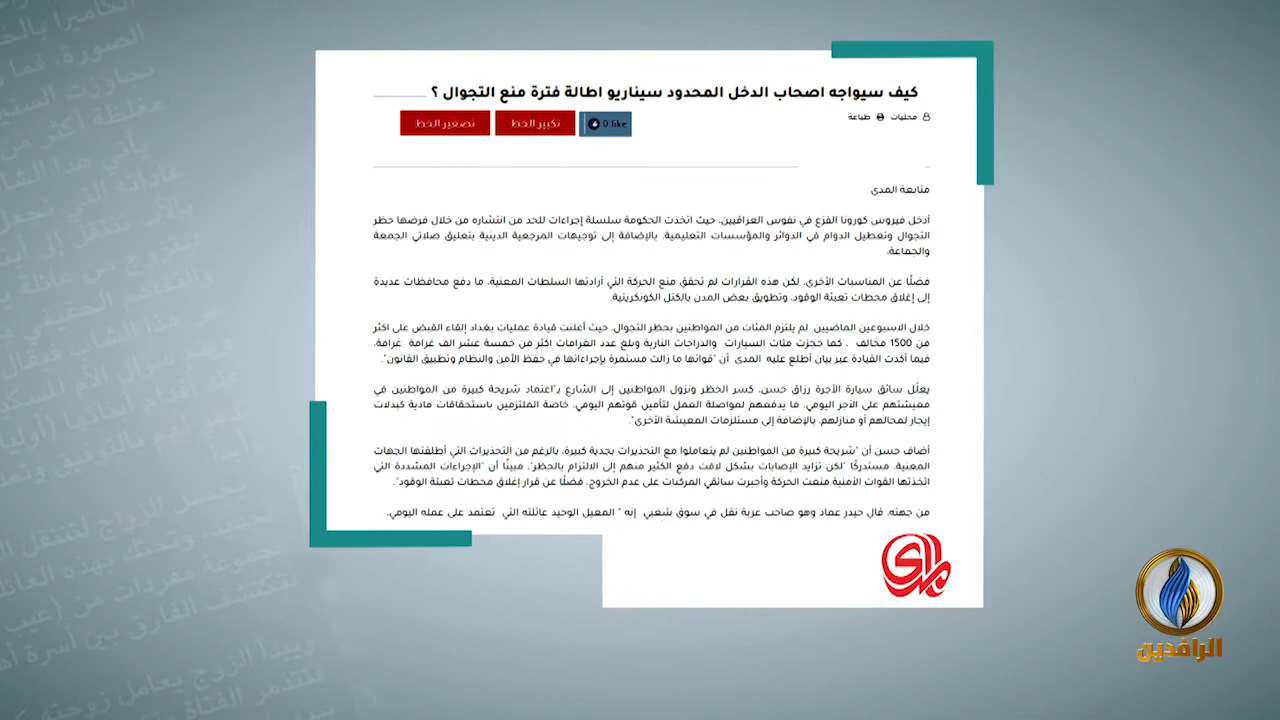 كيف سيواجه اصحاب الدخل المحدود سيناريو اطالة فترة منع التجوال ؟
محليات طباعة
0 like تكبير الخط تصغير الخط
متابعة المدى
أدخل فيروس كورونا الفزع في نفوس العراقيين، حيث اتخذت الحكومة سلسلة إجراءات للحد من انتشاره من خلال فرضها حظر
التجوال وتعطيل الدوام في الدوائر والمؤسسات التعليمية، بالإضافة إلى توجيهات المرجعية الدينية بتعليق صلاتي الجمعة
والجماعة،
فضلًا عن المناسبات الأخرى، لكن هذه القرارات لم تحقق منع الحركة التي أرادتها السلطات المعنية، ما دفع محافظات عديدة
إلى إغلاق محطات تعبئة الوقود، وتطويق بعض المدن بالكتل الكونكريتية.
خلال الاسبوعين الماضيين لم يلتزم المئات من المواطنين بحظر التجوال، حيث أعلنت قيادة عمليات بغداد إلقاء القبض على اكثر
من 1500 مخالف ، كما حجزت مئات السيارات والدراجات النارية وبلغ عدد الغرامات اكثر من خمسة عشر الف غرامة غرامة،
فيما أكدت القيادة عبر بيان أطلع عليه المدى أن "قواتها ما زالت مستمرة بإجراءاتها في حفظ الأمن والنظام وتطبيق القانون".
يعلّل سائق سيارة الأجرة رزاق حسن، كسر الحظر ونزول المواطنين إلى الشارع بـ"اعتماد شريحة كبيرة من المواطنين في
معيشتهم على الأجر اليومي، ما يدفعهم لمواصلة العمل لتأمين قوتهم اليومي، خاصة الملتزمين باستحقاقات مادية كبدلات
إيجار لمحالهم أو منازلهم، بالإضافة إلى مستلزمات المعيشة الأخرى".
أضاف حسن أن "شريحة كبيرة من المواطنين لم يتعاملوا مع التحذيرات بجدية كبيرة، بالرغم من التحذيرات التي أطلقتها الجهات
المعنية، مستدركًا "لكن تزايد الإصابات بشكل لافت دفع الكثير منهم إلى الالتزام بالحظر"، مبينًا أن "الإجراءات المشددة التي
اتخذتها القوات الأمنية منعت الحركة وأجبرت سائقي المركبات على عدم الخروج، فضلًا عن قرار إغلاق محطات تعبئة الوقود".
من جهته، قال حيدر عماد وهو صاحب عربة نقل في سوق شعبي إنه " المعيل الوحيد عائلته التي تعتمد على عمله اليومي،
المدى
الرافدين